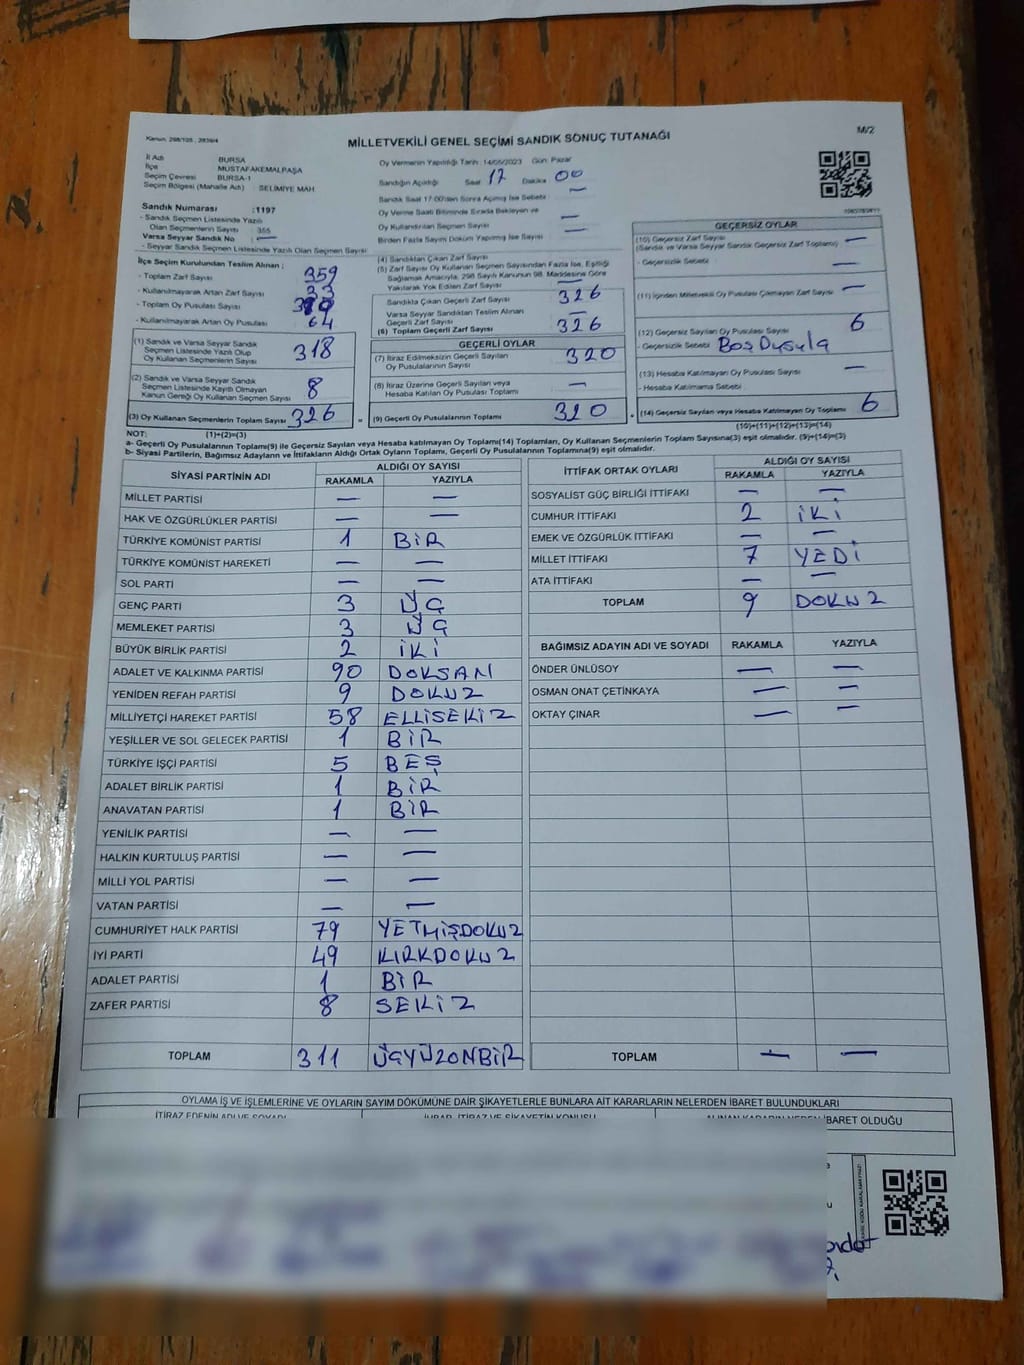 Kanun: 298/105 , 2839/4
MİLLETVEKİLİ GENEL SEÇİMİ SANDIK SONUÇ TUTANAĞI
M/2
İl Adı : BURSA
İlçe MUSTAFAKEMALPAŞA
Seçim Çevresi BURSA-1
Seçim Bölgesi (Mahalle Adı) : SELİMİYE MAH
Sandık Numarası :1197
- Sandık Seçmen Listesinde Yazılı
Olan Seçmenlerin Sayısı : 355
Varsa Seyyar Sandık No —
- Seyyar Sandık Seçmen Listesinde Yazılı Olan Seçmen Sayısı:
İlçe Seçim Kurulundan Teslim Alınan ;
- Toplam Zarf Sayısı 359
- Kullanılmayarak Artan Zarf Sayısı 33
- Toplam Oy Pusulası Sayısı
- Kullanılmayarak Artan Oy Pusulası 64
(1) Sandık ve Varsa Seyyar Sandık
Seçmen Listesinde Yazılı Olup
Oy Kullanan Seçmenlerin Sayısı 318
(2) Sandık ve Varsa Seyyar Sandık
Seçmen Listesinde Kayıtlı Olmayan
Kanun Gereği Oy Kullanan Seçmen Sayısı 8
(3) Oy Kullanan Seçmenlerin Toplam Sayısı 326
(1)+(2)=(3)
Oy Vermenin Yapıldığı Tarih :14/05/2023 Gün: Pazar
Sandığın Açıldığı Saat 17 Dakika 00
Sandık Saat 17:00'den Sonra Açılmış İse Sebebi : —
Oy Verme Saati Bitiminde Sırada Bekleyen ve
Oy Kullandırılan Seçmen Sayısı —
Birden Fazla Sayım Döküm Yapılmış İse Sayısı —
(4) Sandıktan Çıkan Zarf Sayısı
(5) Zarf Sayısı Oy Kullanan Seçmen Sayısından Fazla İse, Eşitliği
Sağlamak Amacıyla, 298 Sayılı Kanunun 98. Maddesine Göre
Yakılarak Yok Edilen Zarf Sayısı —
Sandıkta Çıkan Geçerli Zarf Sayısı 326
Varsa Seyyar Sandıktan Teslim Alınan
Geçerli Zarf Sayısı —
(6) Toplam Geçerli Zarf Sayısı 326
GEÇERLİ OYLAR
(7) İtiraz Edilmeksizin Geçerli Sayılan
Oy Pusulalarının Sayısı 320
(8) İtiraz Üzerine Geçerli Sayılan veya
Hesaba Katılan Oy Pusulası Toplamı —
(9) Geçerli Oy Pusulalarının Toplamı 320
GEÇERSİZ OYLAR
(10) Geçersiz Zarf Sayısı
(Sandık ve Varsa Seyyar Sandık Geçersiz Zarf Toplamı) —
- Geçersizlik Sebebi : —
(11) İçinden Milletvekili Oy Pusulası Çıkmayan Zarf Sayısı —
(12) Geçersiz Sayılan Oy Pusulası Sayısı 6
- Geçersizlik Sebebi : Boş Pusula
(13) Hesaba Katılmayan Oy Pusulası Sayısı —
- Hesaba Katılmama Sebebi : —
(14) Geçersiz Sayılan veya Hesaba Katılmayan Oy Toplamı 6
(10)+(11)+(12)+(13)=(14)
NOT:
a- Geçerli Oy Pusulalarının Toplamı(9) ile Geçersiz Sayılan veya Hesaba katılmayan Oy Toplamı(14) Toplamları, Oy Kullanan Seçmenlerin Toplam Sayısına(3) eşit olmalıdır. (9)+(14)=(3)
b- Siyasi Partilerin, Bağımsız Adayların ve İttifakların Aldığı Ortak Oyların Toplamı, Geçerli Oy Pusulalarının Toplamına(9) eşit olmalıdır.
SİYASİ PARTİNİN ADI ALDIĞI OY SAYISI
RAKAMLA YAZIYLA
MİLLET PARTİSİ — —
HAK VE ÖZGÜRLÜKLER PARTİSİ — —
TÜRKİYE KOMÜNİST PARTİSİ 1 BİR
TÜRKİYE KOMÜNİST HAREKETİ — —
SOL PARTİ — —
GENÇ PARTİ 3 ÜÇ
MEMLEKET PARTİSİ 3 ÜÇ
BÜYÜK BİRLİK PARTİSİ 2 İKİ
ADALET VE KALKINMA PARTİSİ 90 DOKSAN
YENİDEN REFAH PARTİSİ 9 DOKUZ
MİLLİYETÇİ HAREKET PARTİSİ 58 ELLİSEKİZ
YEŞİLLER VE SOL GELECEK PARTİSİ 1 BİR
TÜRKİYE İŞÇİ PARTİSİ 5 BEŞ
ADALET BİRLİK PARTİSİ 1 BİR
ANAVATAN PARTİSİ 1 BİR
YENİLİK PARTİSİ — —
HALKIN KURTULUŞ PARTİSİ — —
MİLLİ YOL PARTİSİ — —
VATAN PARTİSİ — —
CUMHURİYET HALK PARTİSİ 79 YETMİŞDOKUZ
İYİ PARTİ 49 KIRKDOKUZ
ADALET PARTİSİ 1 BİR
ZAFER PARTİSİ 8 SEKİZ
TOPLAM 311 ÜÇYÜZONBİR
İTTİFAK ORTAK OYLARI ALDIĞI OY SAYISI
RAKAMLA YAZIYLA
SOSYALİST GÜÇ BİRLİĞİ İTTİFAKI — —
CUMHUR İTTİFAKI 2 İKİ
EMEK VE ÖZGÜRLÜK İTTİFAKI — —
MİLLET İTTİFAKI 7 YEDİ
ATA İTTİFAKI — —
TOPLAM 9 DOKUZ
BAĞIMSIZ ADAYIN ADI VE SOYADI RAKAMLA YAZIYLA
ÖNDER ÜNLÜSOY — —
OSMAN ONAT ÇETİNKAYA — —
OKTAY ÇINAR — —
TOPLAM — —
OYLAMA İŞ VE İŞLEMLERİNE VE OYLARIN SAYIM DÖKÜMÜNE DAİR ŞİKAYETLERLE BUNLARA AİT KARARLARIN NELERDEN İBARET BULUNDUKLARI
İTİRAZ EDENİN ADI VE SOYADI İHBAR, İTİRAZ VE ŞİKAYETİN KONUSU ALINAN KARARIN NEDEN İBARET OLDUĞU